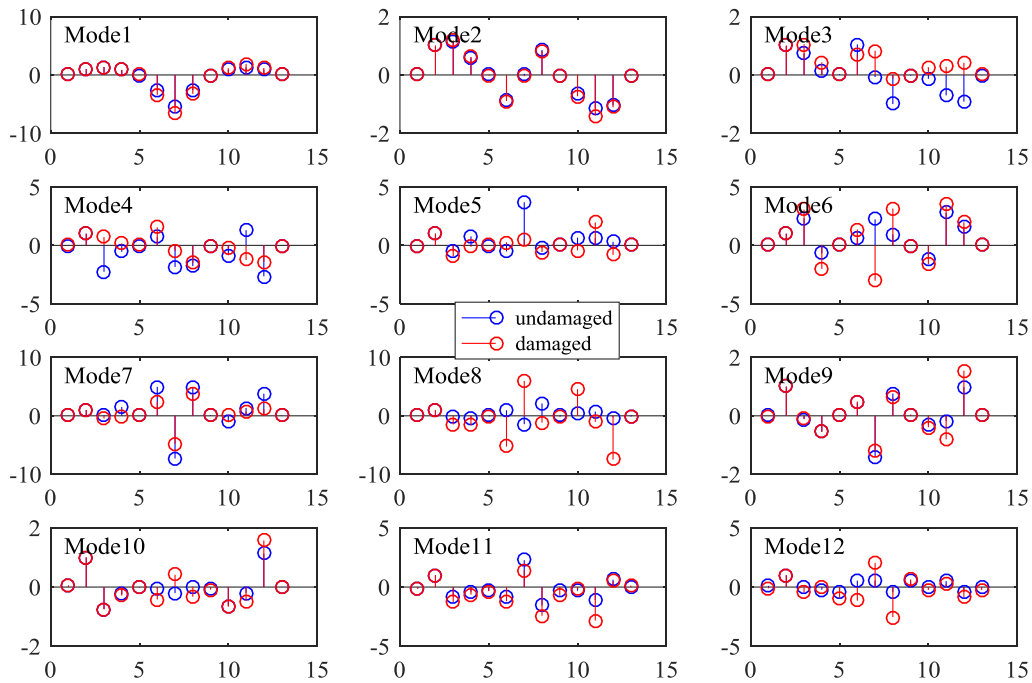 10 2 2
Mode1 Mode2 Mode3
0 0 0
-10 -2 -2
0 5 10 15 0 5 10 15 0 5 10 15
5 5 5
Mode4 Mode5 Mode6
0 0 0
-5 -5 -5
0 5 10 15 0 5 10 15 0 5 10 15
undamaged
damaged
10 10 2
Mode7 Mode8 Mode9
0 0 0
-10 -10 -2
0 5 10 15 0 5 10 15 0 5 10 15
2 5 5
Mode10 Mode11 Mode12
0 0 0
-2 -5 -5
0 5 10 15 0 5 10 15 0 5 10 15